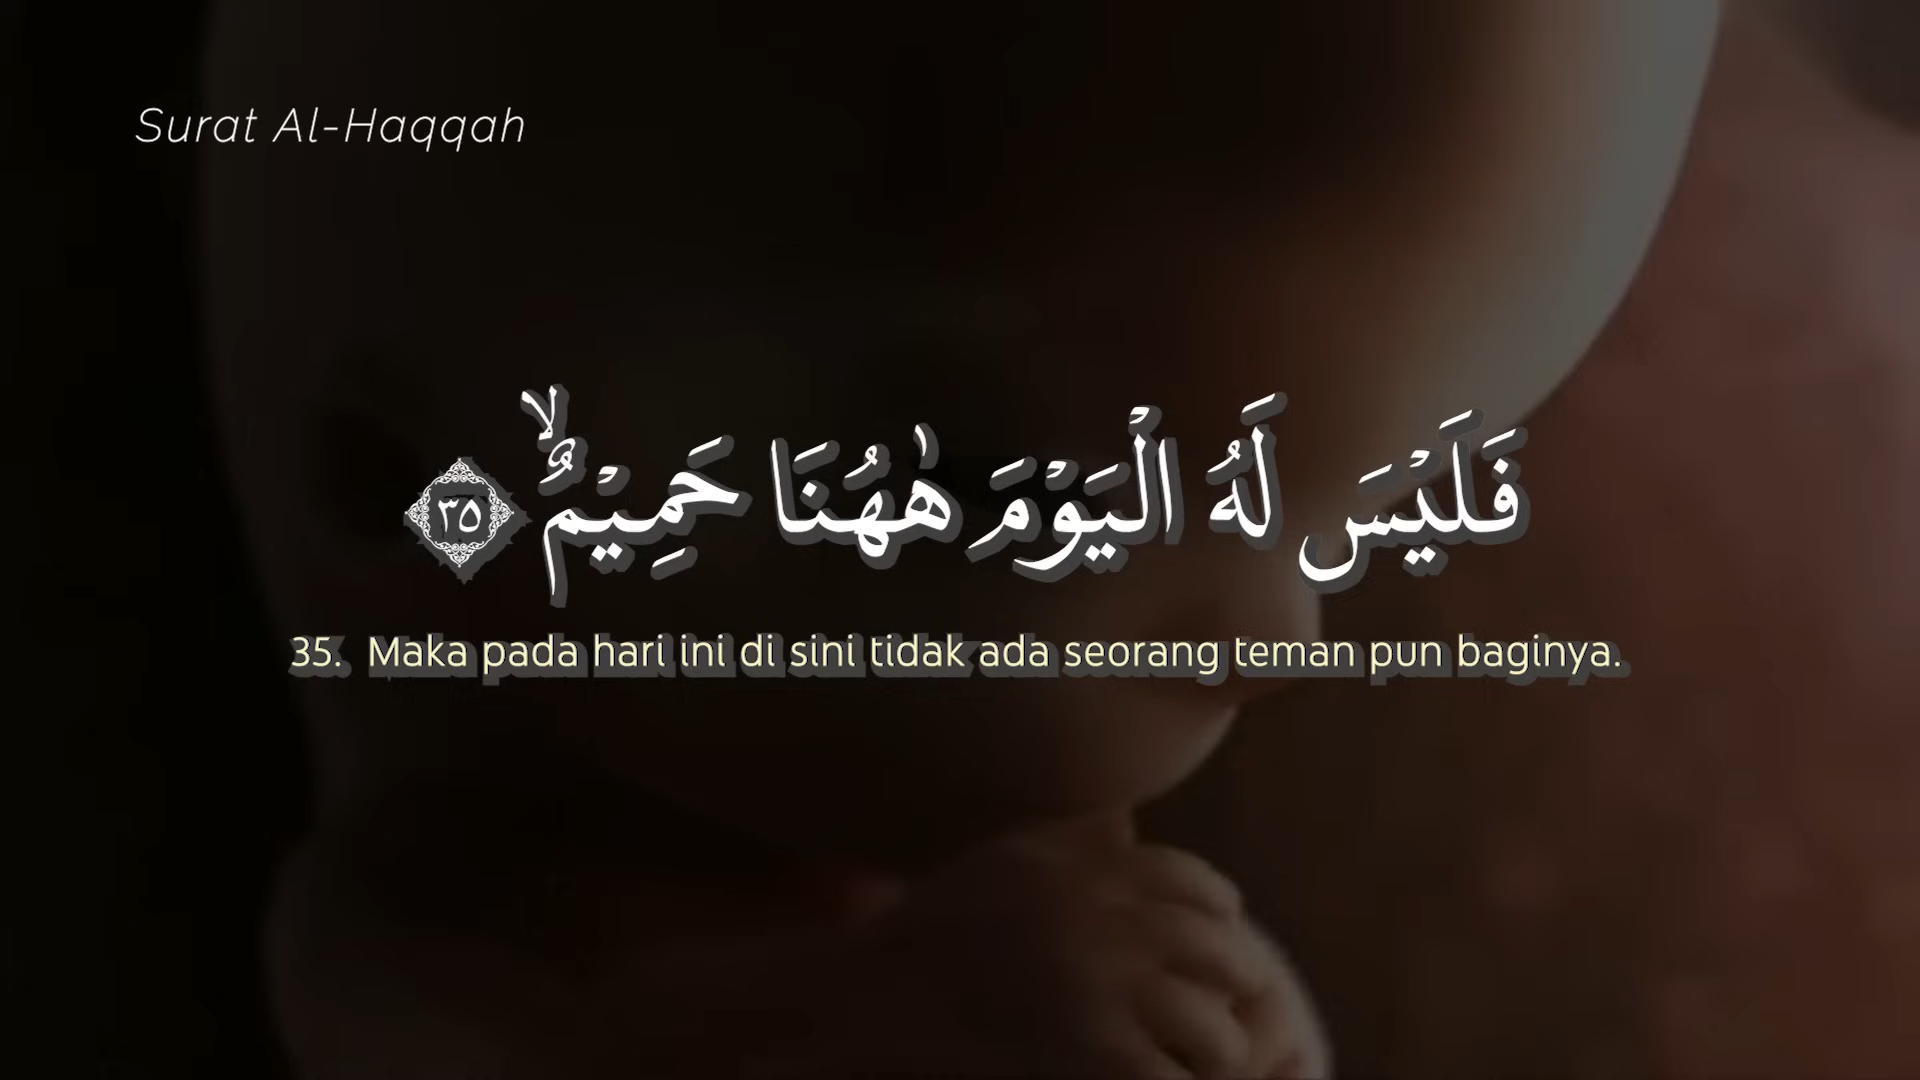 Surat Al-Haqqah
فَلَيْسَ لَهُ الْيَوْمَ هٰهُنَا حَمِيْمٌۙ ٣٥
35. Maka pada hari ini di sini tidak ada seorang teman pun baginya.